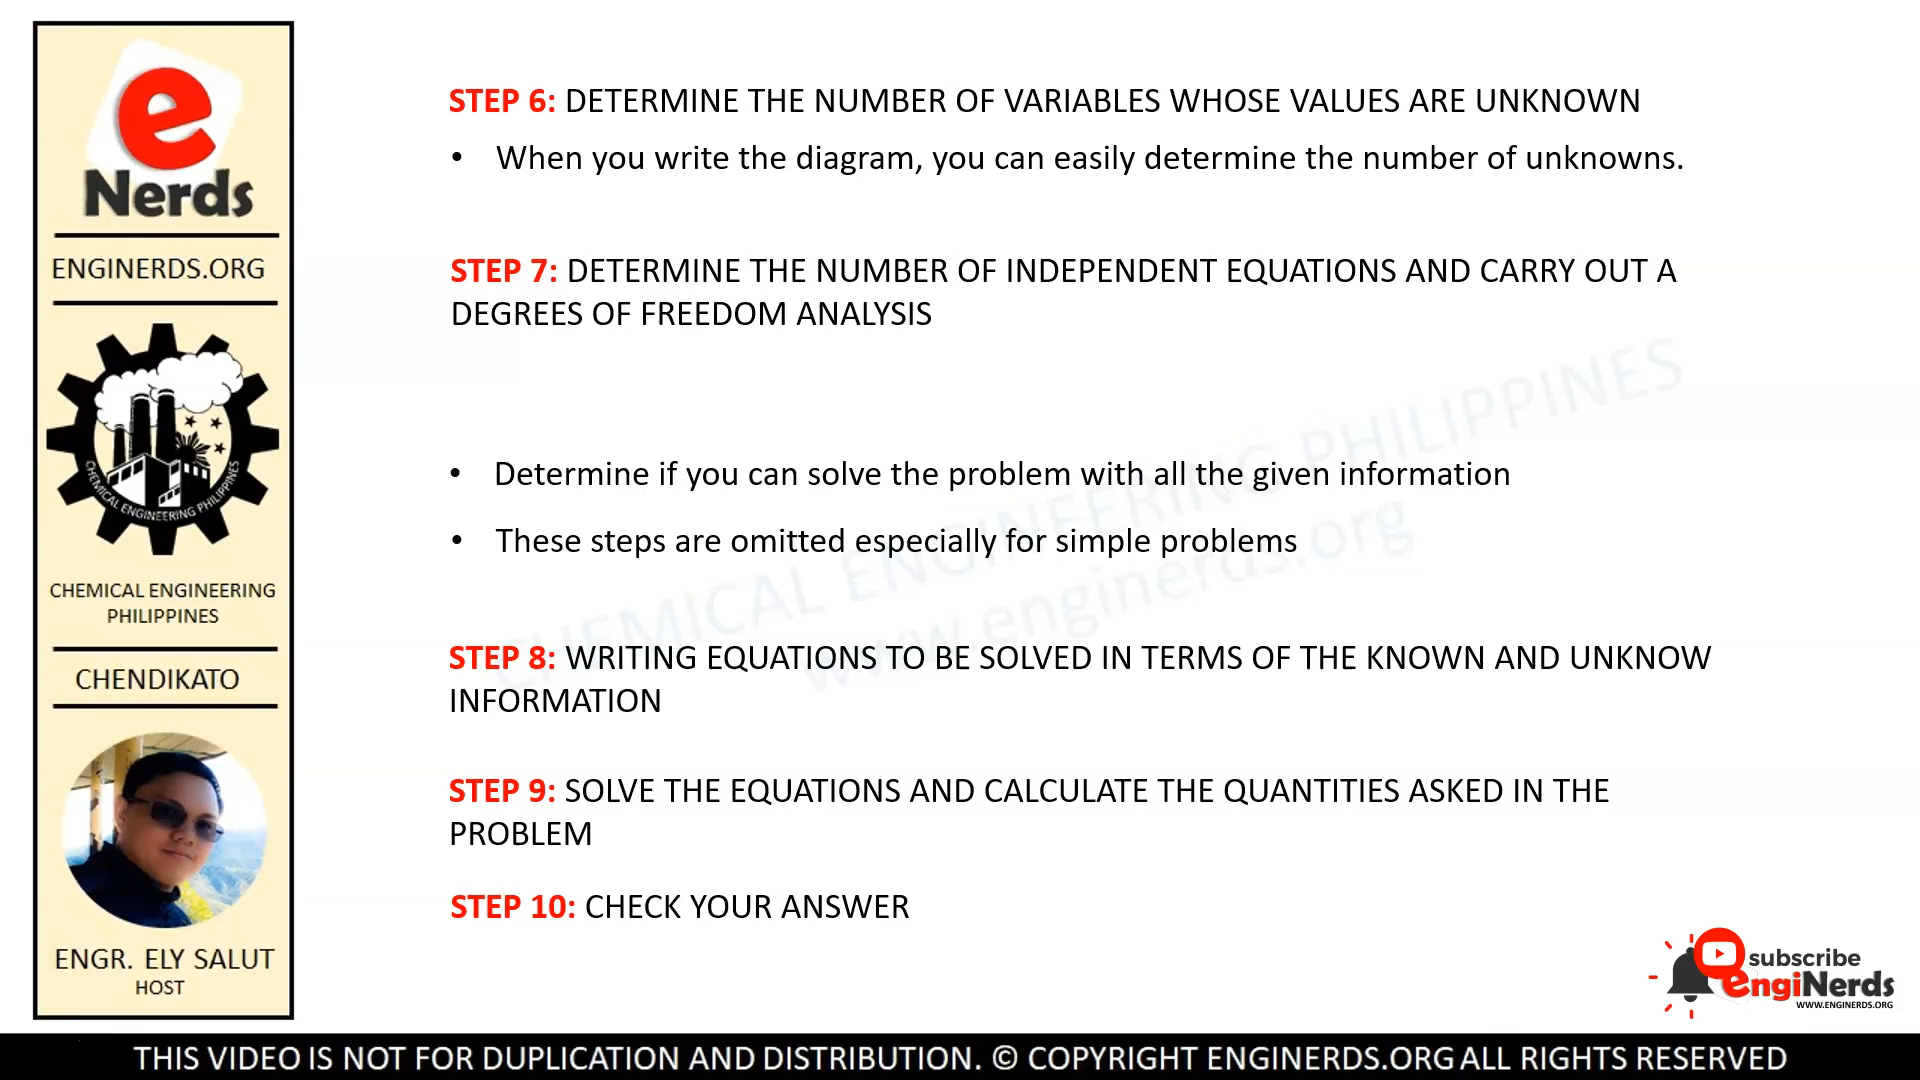 e
Nerds
ENGINERDS.ORG
CHEMICAL ENGINEERING PHILIPPINES
CHEMICAL ENGINEERING
PHILIPPINES
CHENDIKATO
ENGR. ELY SALUT
HOST
STEP 6: DETERMINE THE NUMBER OF VARIABLES WHOSE VALUES ARE UNKNOWN
• When you write the diagram, you can easily determine the number of unknowns.
STEP 7: DETERMINE THE NUMBER OF INDEPENDENT EQUATIONS AND CARRY OUT A
DEGREES OF FREEDOM ANALYSIS
• Determine if you can solve the problem with all the given information
• These steps are omitted especially for simple problems
CHEMICAL ENGINEERING PHILIPPINES
www.enginerds.org
STEP 8: WRITING EQUATIONS TO BE SOLVED IN TERMS OF THE KNOWN AND UNKNOW
INFORMATION
STEP 9: SOLVE THE EQUATIONS AND CALCULATE THE QUANTITIES ASKED IN THE
PROBLEM
STEP 10: CHECK YOUR ANSWER
subscribe
engiNerds
WWW.ENGINERDS.ORG
THIS VIDEO IS NOT FOR DUPLICATION AND DISTRIBUTION. © COPYRIGHT ENGINERDS.ORG ALL RIGHTS RESERVED